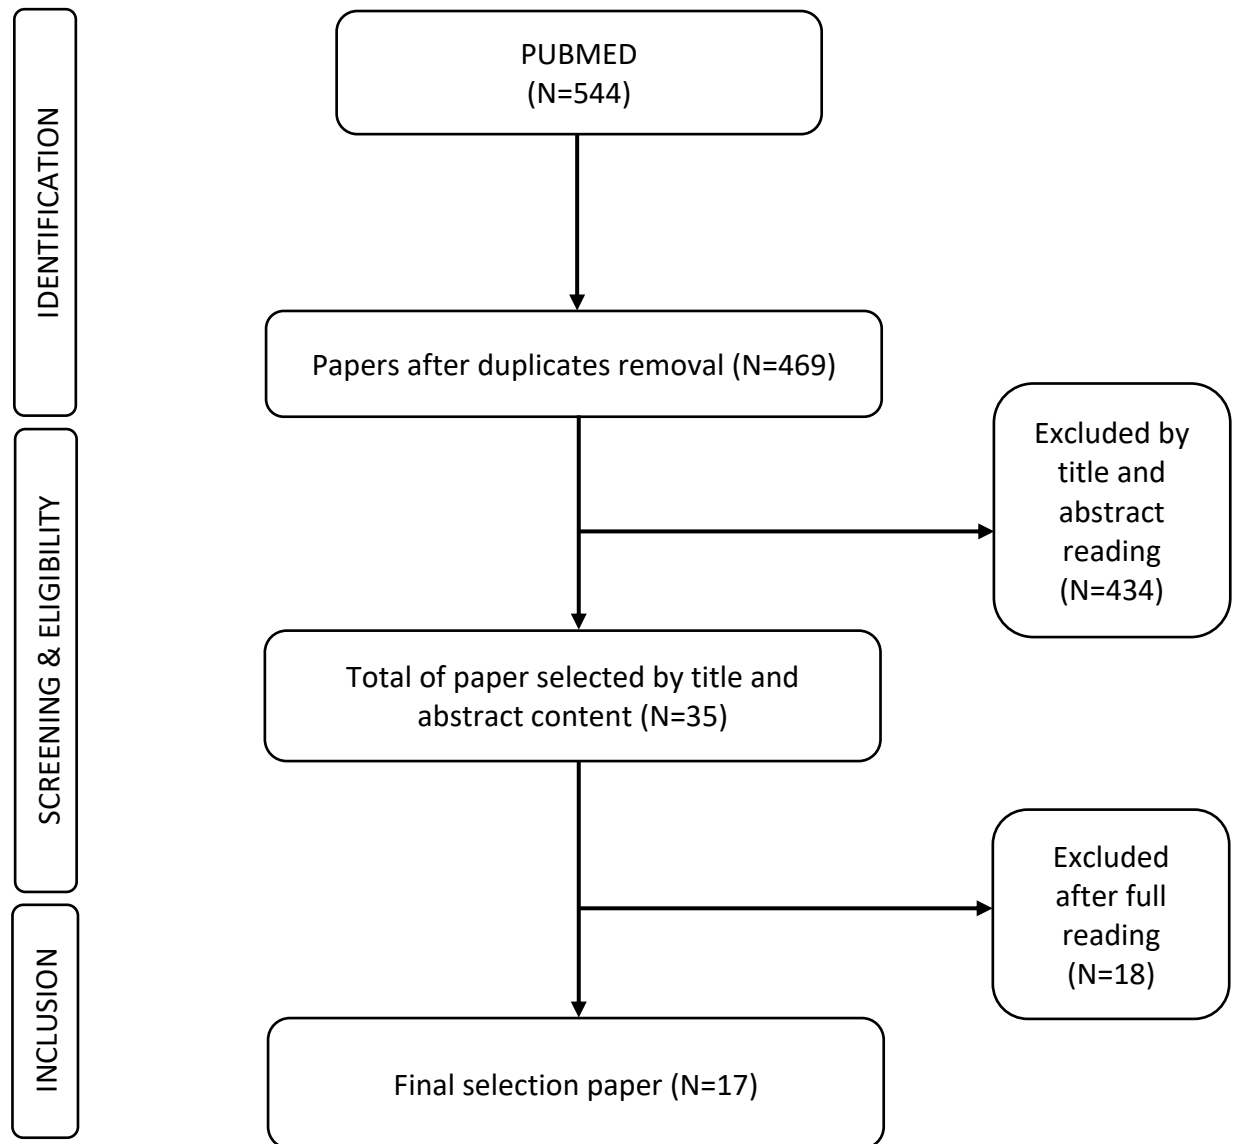 IDENTIFICATION
PUBMED
(N=544)
Papers after duplicates removal (N=469)
SCREENING & ELIGIBILITY
Excluded by
title and
abstract
reading
(N=434)
Total of paper selected by title and
abstract content (N=35)
Excluded
after full
reading
(N=18)
INCLUSION
Final selection paper (N=17)